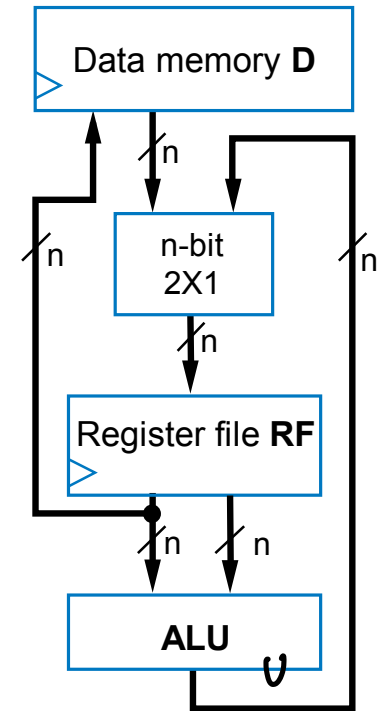 Data memory D
n
n-bit
2X1
n
n
n
Register file RF
n
n
ALU